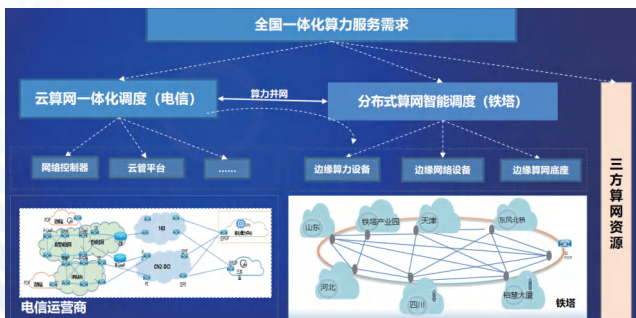 全国一体化算力服务需求
云算网一体化调度（电信）
算力并网
分布式算网智能调度（铁塔）
网络控制器
云管平台
......
边缘算力设备
边缘网络设备
边缘算网底座
三方算网资源
163
CN2-DCI
IPRAN
山东
铁塔产业园
天津
东风北桥
河北
四川
裕慧大厦
电信运营商
铁塔